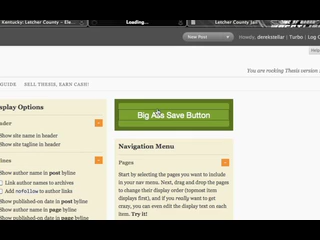 Kentucky: Letcher County – Ele...
Loading...
Letcher County Jail
New Post
Howdy, derekstellar | Turbo | Log O
Help
You are making Thesis version
GUIDE SELL THESIS, EARN CASH!
splay Options
Big Ass Save Button
ader
Show site name in header
Show site tagline in header
Navigation Menu
Pages
lines
Show author name in post byline
Link author names to archives
Add nofollow to author links
Show published-on date in post byline
Show author name in page byline
Show published-on date in page byline
Start by selecting the pages you want to include
in your nav menu. Next, drag and drop the pages
to change their display order (topmost item
displays first), and if you really want to get
crazy, you can even edit the display text on each
item. Try it!